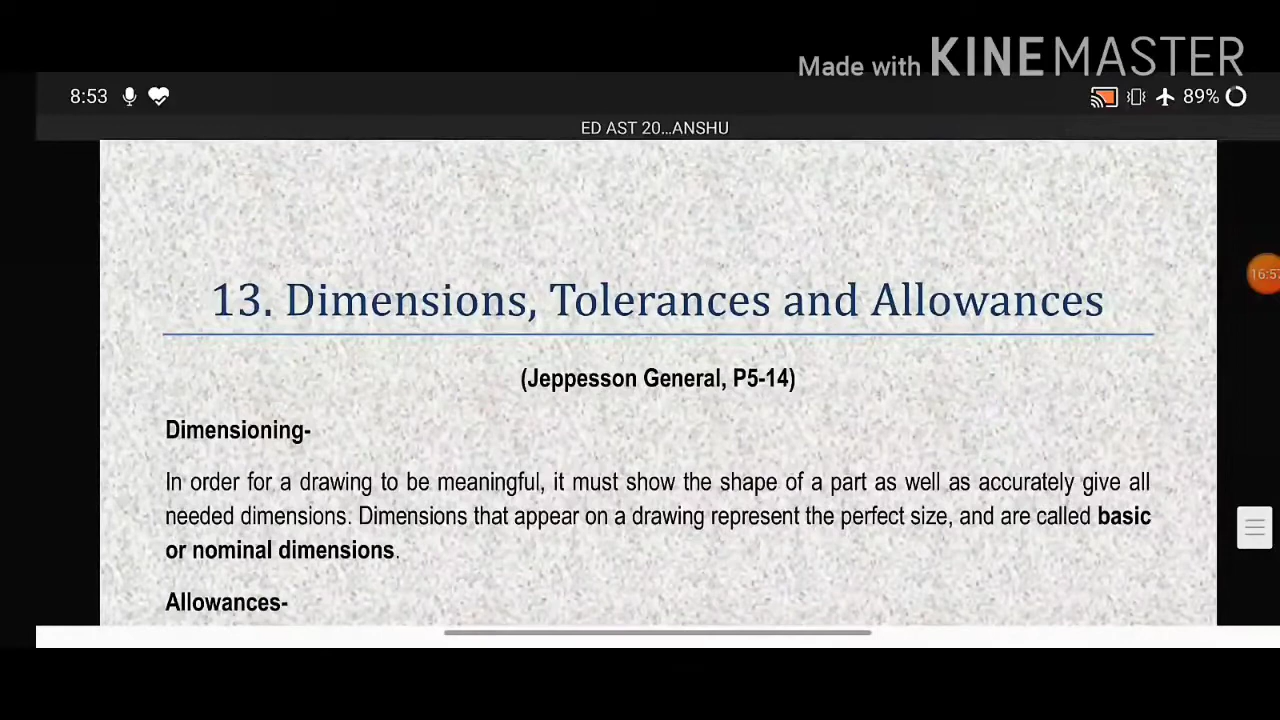 Made with KINEMASTER
8:53 89%
ED AST 20...ANSHU
13. Dimensions, Tolerances and Allowances
(Jeppesson General, P5-14)
16:57
Dimensioning-
In order for a drawing to be meaningful, it must show the shape of a part as well as accurately give all
needed dimensions. Dimensions that appear on a drawing represent the perfect size, and are called basic
or nominal dimensions.
Allowances-